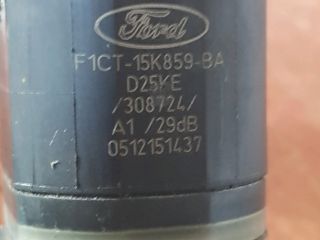 Ford
F1CT-15K859-BA
D25KE
/308724/
A1 /29dB
0512151437